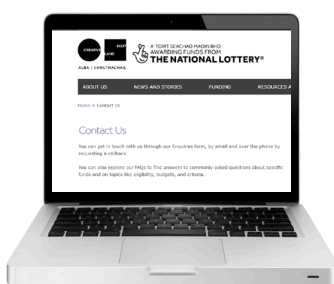 CREATIVE SCOT
LAND
ALBA | CHRUTHACHAIL
A' TOIRT SEACHAD MAOIN BHO
AWARDING FUNDS FROM
THE NATIONAL LOTTERY®
ABOUT US NEWS AND STORIES FUNDING RESOURCES A
Home > Contact Us
Contact Us
You can get in touch with us through our Enquiries form, by email and over the phone by
requesting a callback.
You can also explore our FAQs to find answers to commonly asked questions about specific
funds and on topics like eligibility, budgets, and criteria.